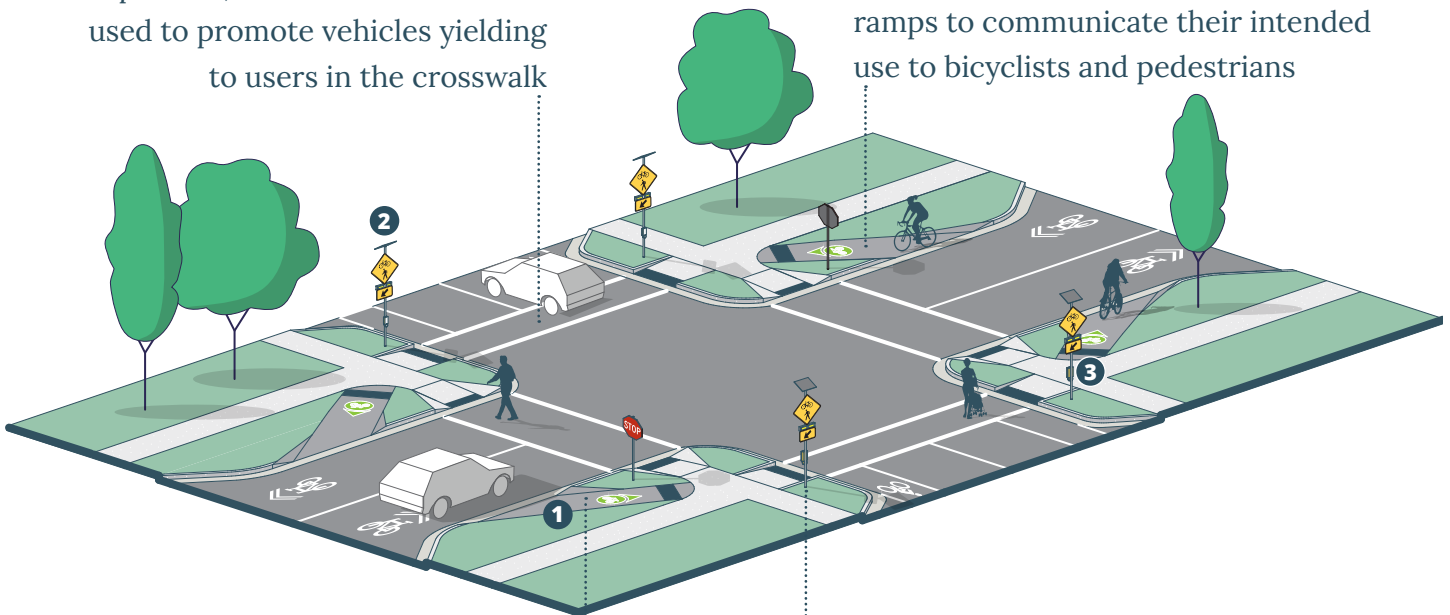 used to promote vehicles yielding
to users in the crosswalk
ramps to communicate their intended
use to bicyclists and pedestrians
2
3
STOP
1